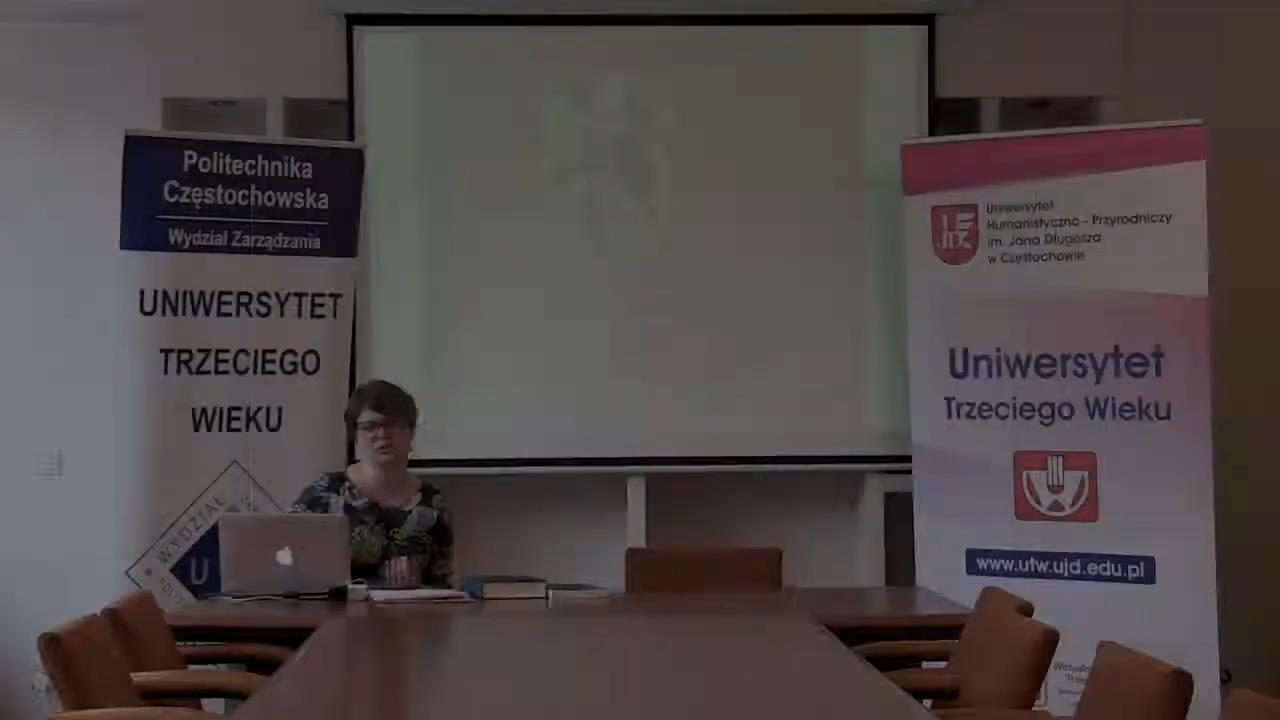 Politechnika
Częstochowska
Wydział Zarządzania
UNIWERSYTET
TRZECIEGO
WIEKU
WYDZIAŁ
U
Uniwersytet
Humanistyczno - Przyrodniczy
im. Jana Długosza
w Częstochowie
Uniwersytet
Trzeciego Wieku
www.utw.ujd.edu.pl